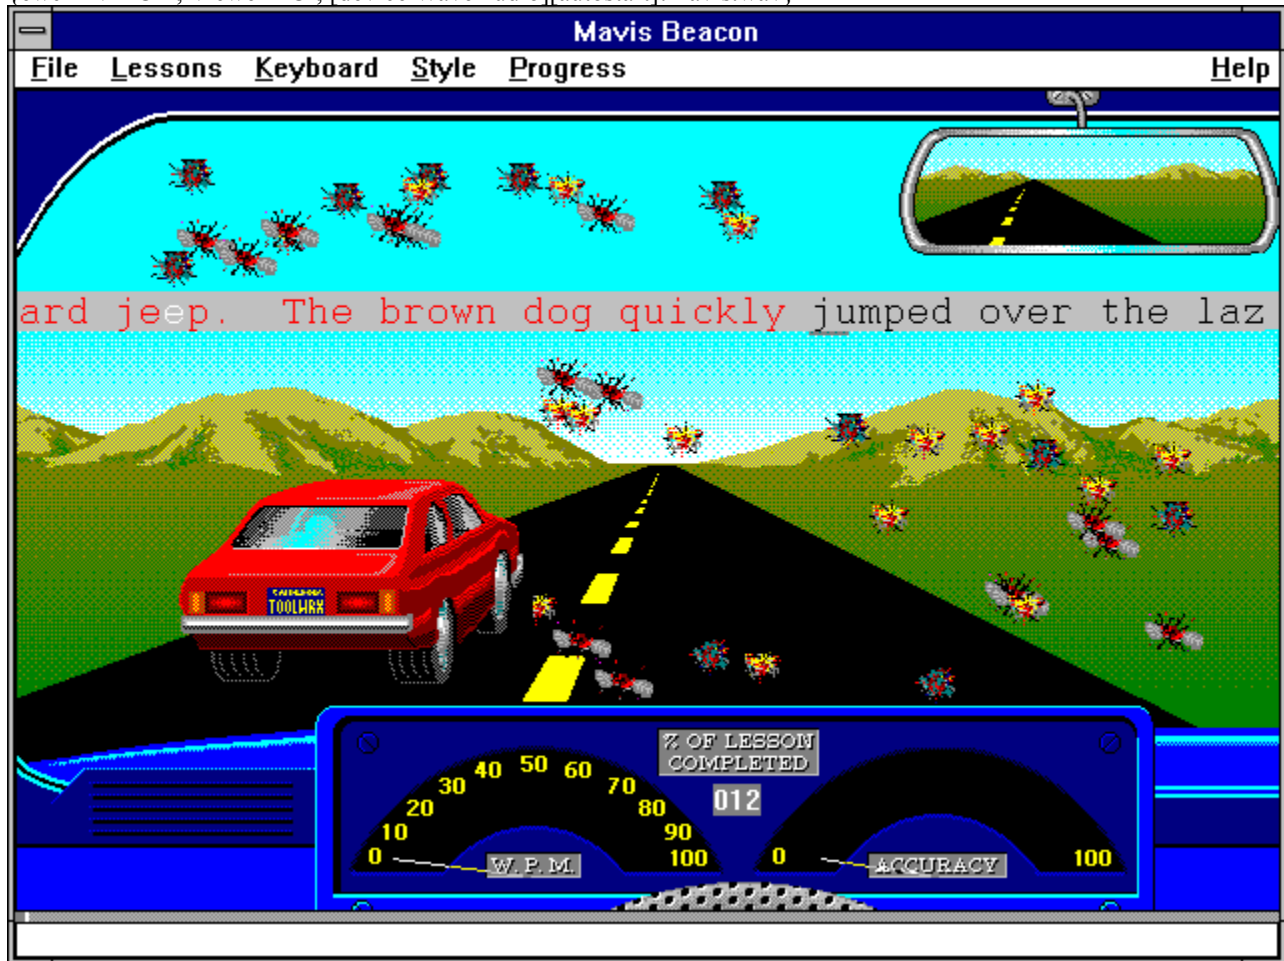 Mavis Beacon
File Lessons Keyboard Style Progress Help
ard jeep. The brown dog quickly jumped over the laz
TOOLWRX
% OF LESSON
COMPLETED
012
0 10 20 30 40 50 60 70 80 90 100
W.P.M.
0 100
ACCURACY